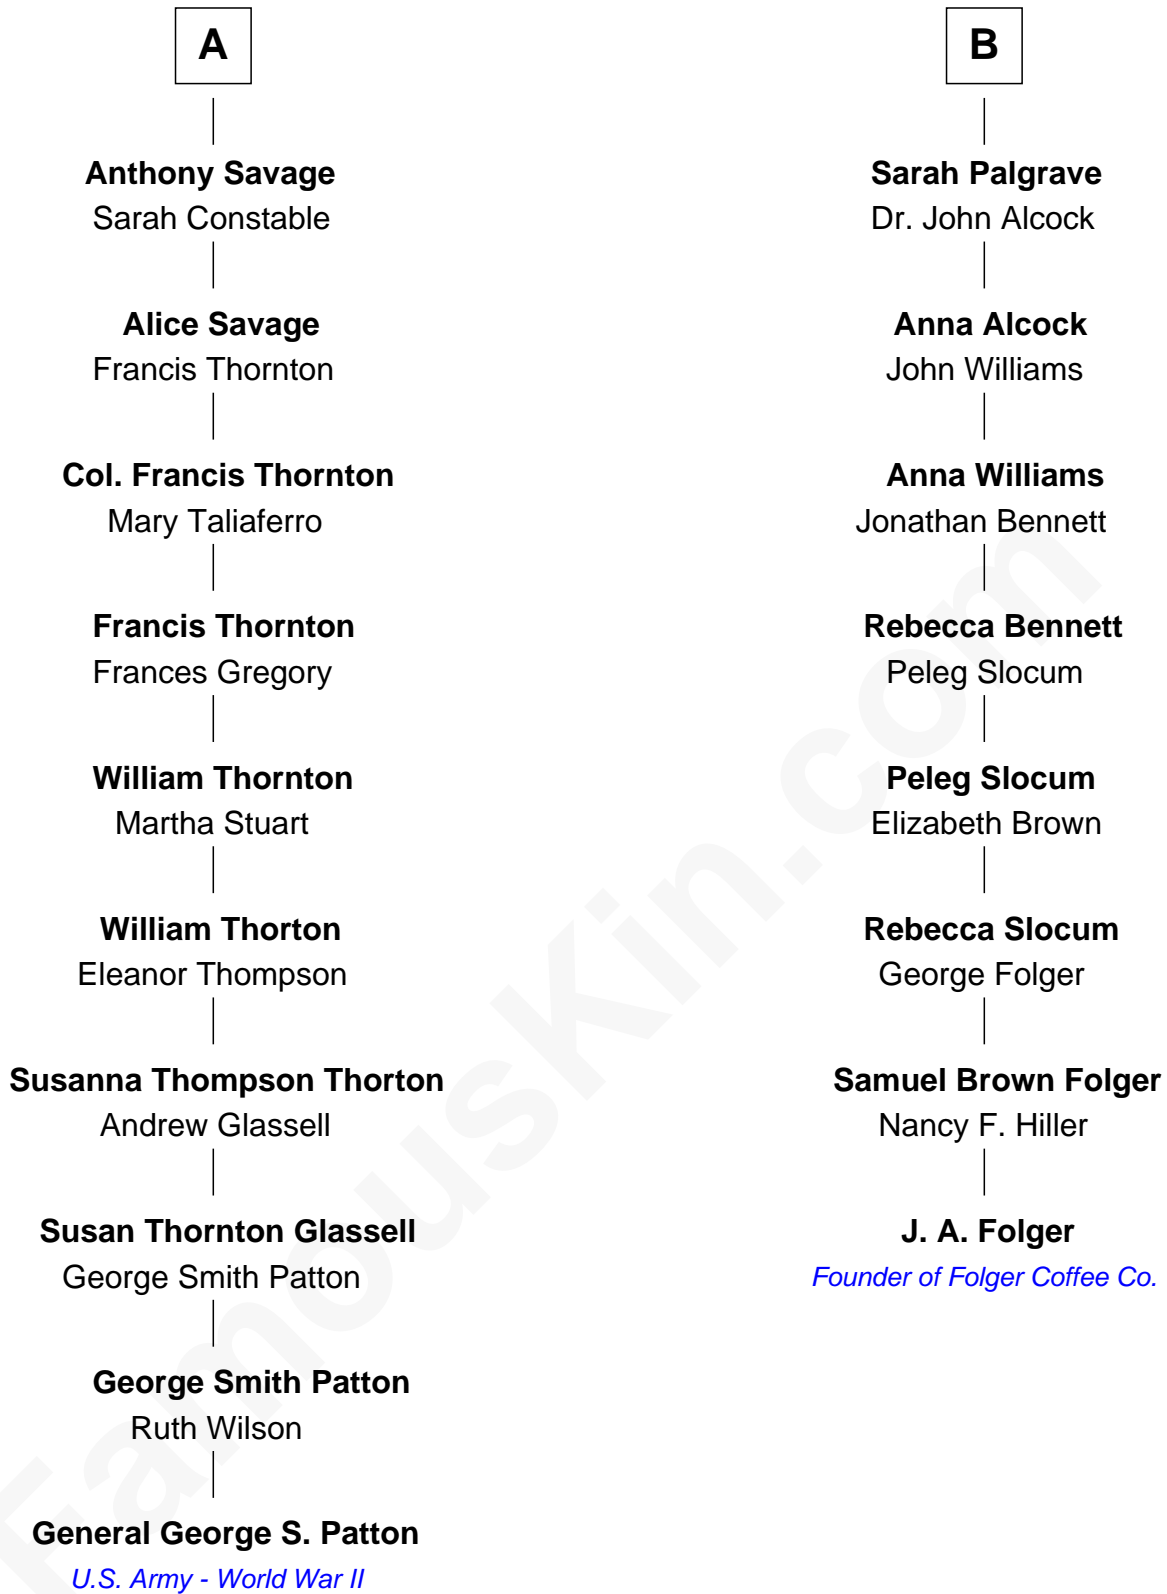 A
Anthony Savage
Sarah Constable
Alice Savage
Francis Thornton
Col. Francis Thornton
Mary Taliaferro
Francis Thornton
Frances Gregory
William Thornton
Martha Stuart
William Thorton
Eleanor Thompson
Susanna Thompson Thorton
Andrew Glassell
Susan Thornton Glassell
George Smith Patton
George Smith Patton
Ruth Wilson
General George S. Patton
U.S. Army - World War II
B
Sarah Palgrave
Dr. John Alcock
Anna Alcock
John Williams
Anna Williams
Jonathan Bennett
Rebecca Bennett
Peleg Slocum
Peleg Slocum
Elizabeth Brown
Rebecca Slocum
George Folger
Samuel Brown Folger
Nancy F. Hiller
J. A. Folger
Founder of Folger Coffee Co.
FamousKin.com